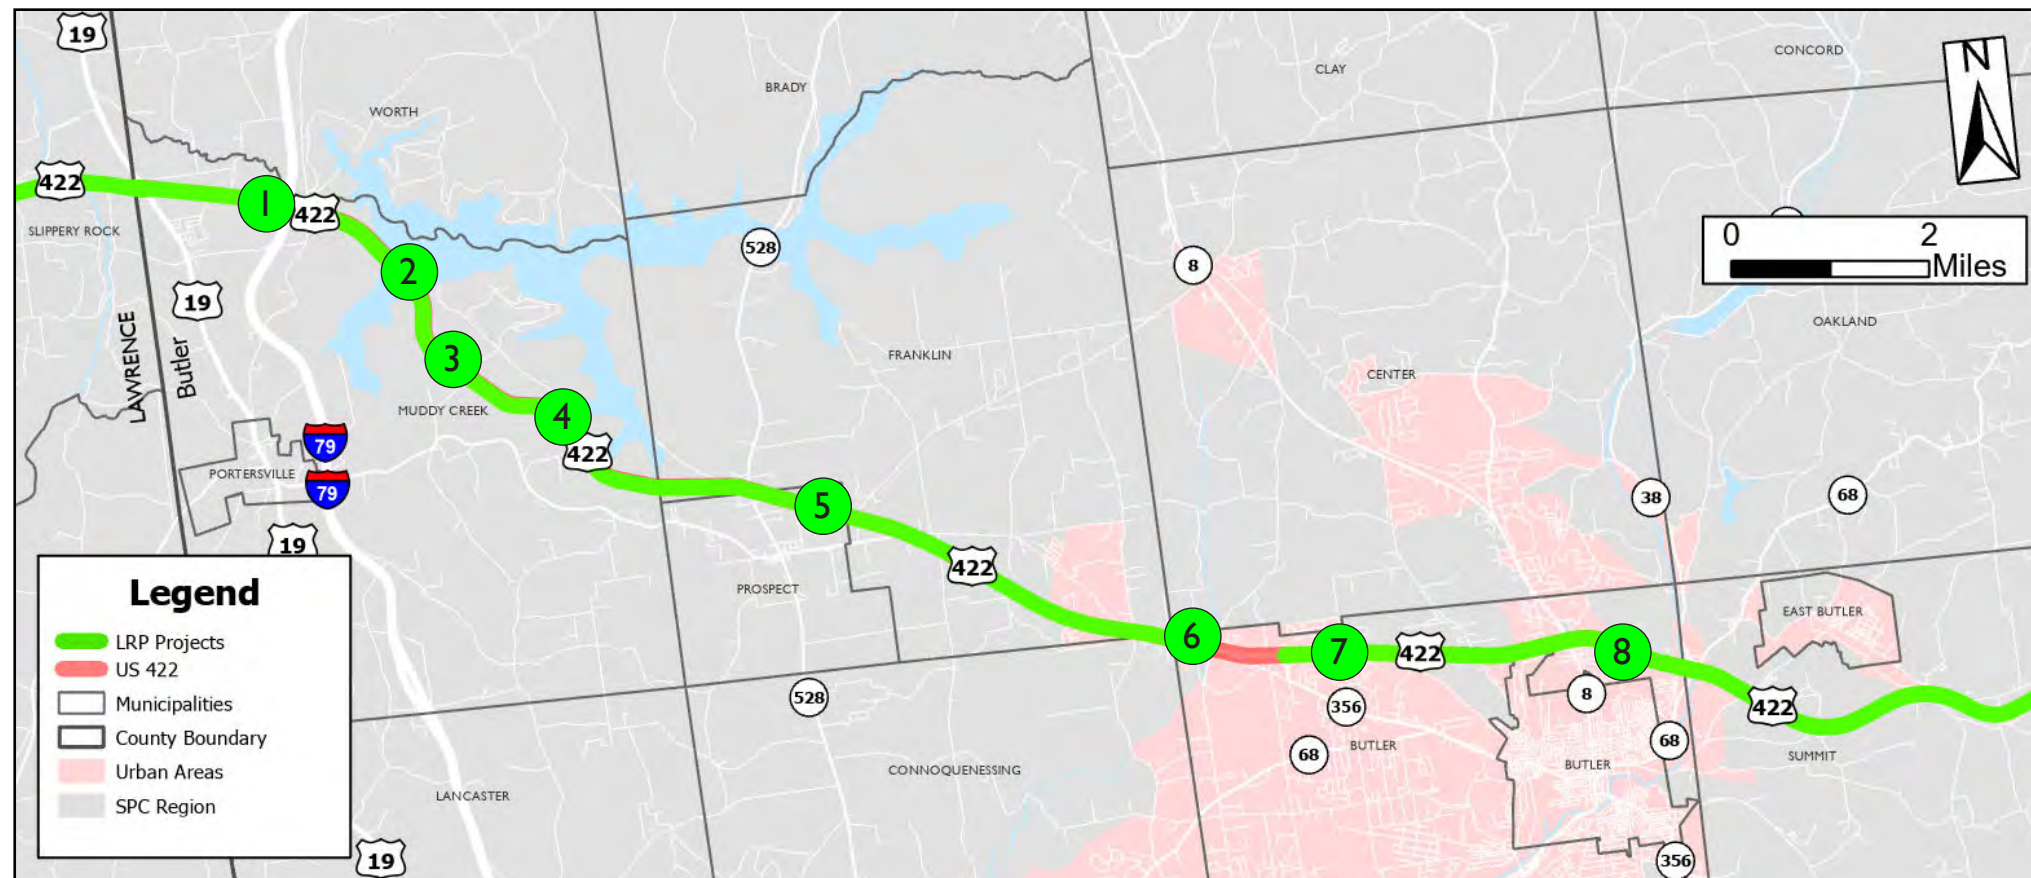 19
BRADY
CLAY
CONCORD
N
WORTH
422
1
422
SLIPPERY ROCK
0 2
Miles
528
8
2
19
LAWRENCE
Butler
OAKLAND
3
FRANKLIN
CENTER
MUDDY CREEK
4
79
422
PORTERSVILLE
79
38
68
5
19
422
PROSPECT
EAST BUTLER
6
7
422
8
528
356
8
422
68
BUTLER
68
SUMMIT
CONNOQUENESSING
BUTLER
LANCASTER
19
356
Legend
LRP Projects
US 422
Municipalities
County Boundary
Urban Areas
SPC Region